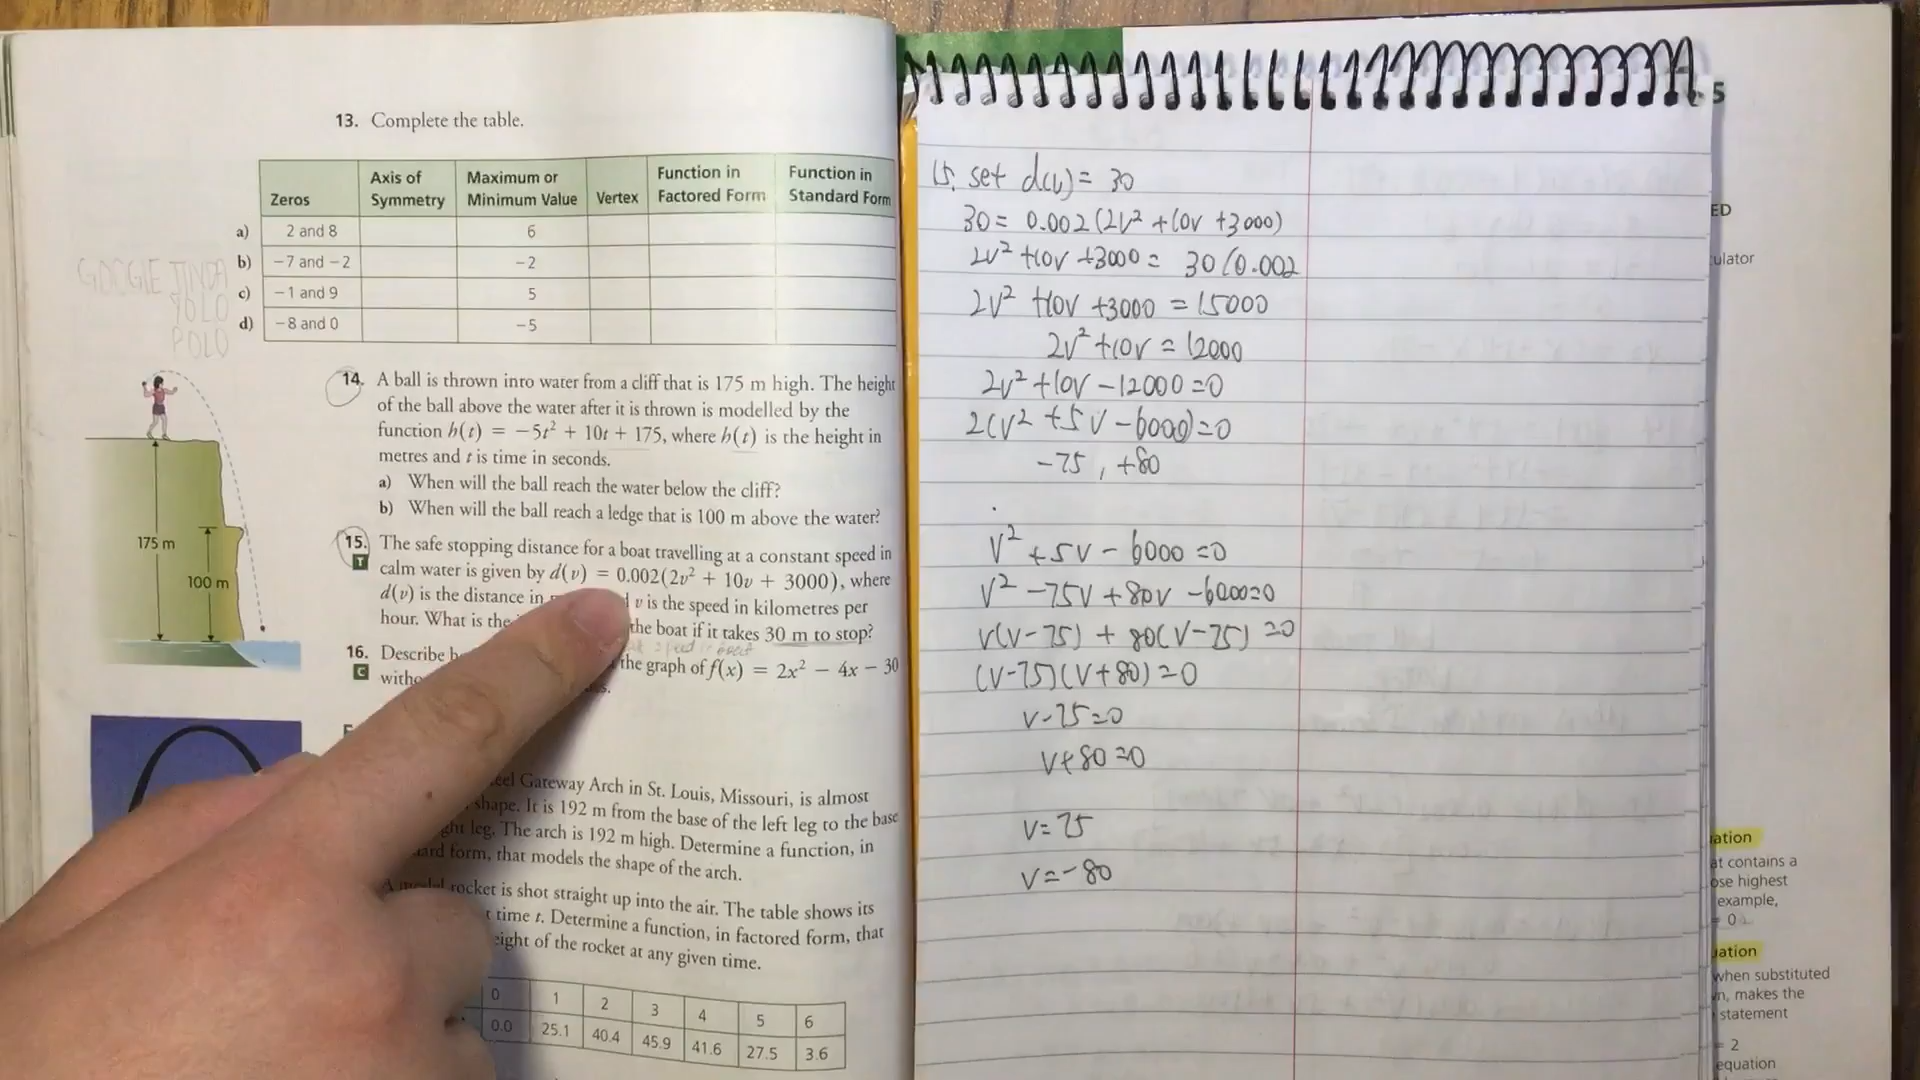 13. Complete the table.
Zeros | Axis of Symmetry | Maximum or Minimum Value | Vertex | Function in Factored Form | Function in Standard Form
a) 2 and 8 | 6
b) −7 and −2 | −2
c) −1 and 9 | 5
d) −8 and 0 | −5
GOOGIE
YOLO
POLO
14. A ball is thrown into water from a cliff that is 175 m high. The height
of the ball above the water after it is thrown is modelled by the
function h(t) = −5t² + 10t + 175, where h(t) is the height in
metres and t is time in seconds.
a) When will the ball reach the water below the cliff?
b) When will the ball reach a ledge that is 100 m above the water?
175 m
100 m
15. The safe stopping distance for a boat travelling at a constant speed in
T calm water is given by d(v) = 0.002(2v² + 10v + 3000), where
d(v) is the distance in v is the speed in kilometres per
hour. What is the the boat if it takes 30 m to stop?
16. Describe the graph of f(x) = 2x² − 4x − 30
C
Gateway Arch in St. Louis, Missouri, is almost
shape. It is 192 m from the base of the left leg to the base
leg. The arch is 192 m high. Determine a function, in
form, that models the shape of the arch.
rocket is shot straight up into the air. The table shows its
t time t. Determine a function, in factored form, that
of the rocket at any given time.
0 | 1 | 2 | 3 | 4 | 5 | 6
0.0 | 25.1 | 40.4 | 45.9 | 41.6 | 27.5 | 3.6
15. set d(v) = 30
30 = 0.002(2v² + 10v + 3000)
2v² + 10v + 3000 = 30/0.002
2v² + 10v + 3000 = 15000
2v² + 10v = 12000
2v² + 10v − 12000 = 0
2(v² + 5v − 6000) = 0
−75, +80
v² + 5v − 6000 = 0
v² − 75v + 80v − 6000 = 0
v(v − 75) + 80(v − 75) = 0
(v − 75)(v + 80) = 0
v − 75 = 0
v + 80 = 0
v = 75
v = −80
5
ED
ulator
ation
at contains a
ose highest
example,
= 0
uation
when substituted
n, makes the
statement
= 2
equation